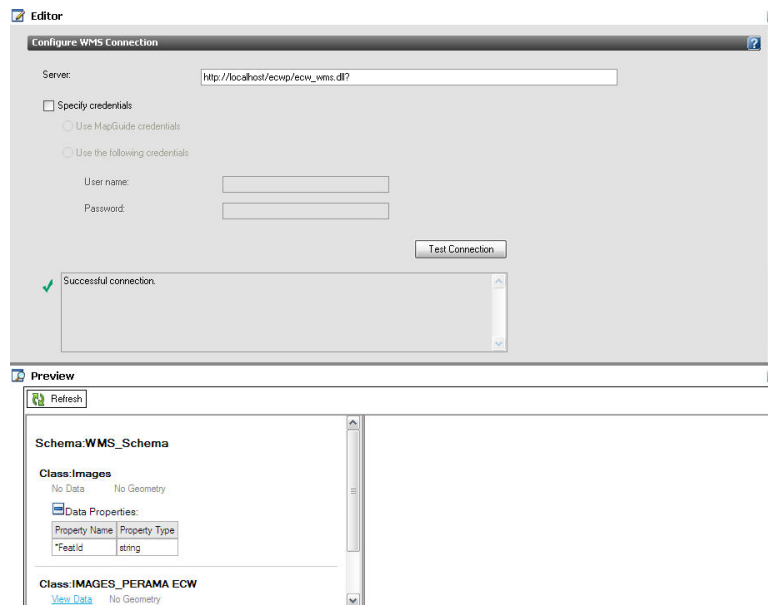 Editor
Configure WMS Connection
?
Server:
http://localhost/ecwp/ecw_wms.dll?
Specify credentials
Use MapGuide credentials
Use the following credentials
User name:
Password:
Test Connection
Successful connection.
Preview
Refresh
Schema:WMS_Schema
Class:Images
No Data No Geometry
Data Properties:
Property Name Property Type
*FeatId string
Class:IMAGES_PERAMA ECW
View Data No Geometry